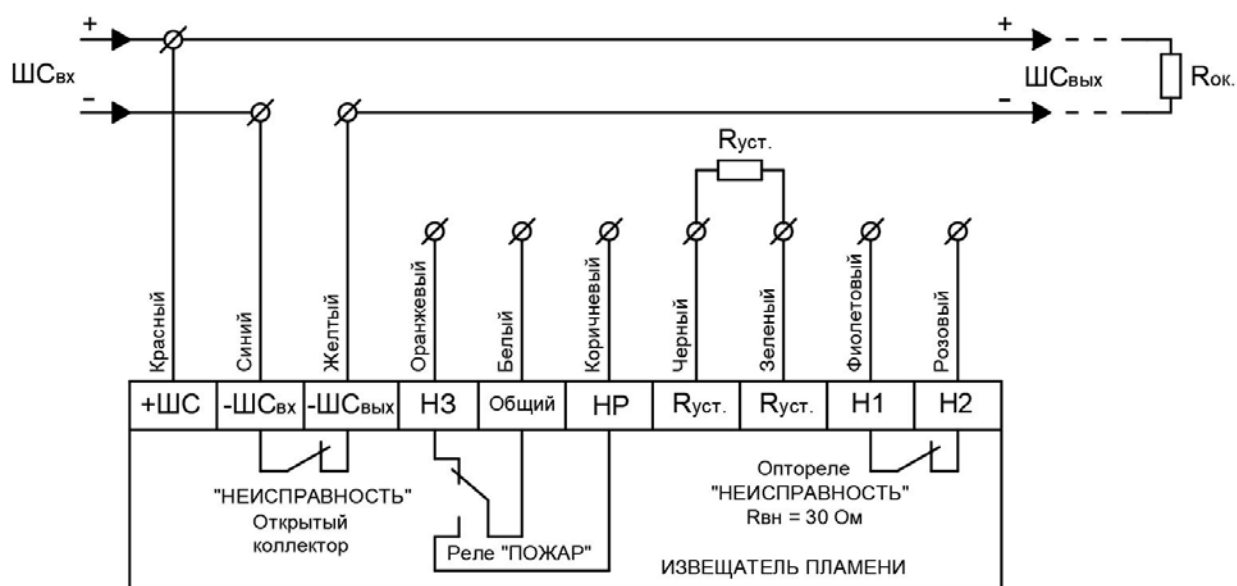 +
+
ШСвх
ШСвых
Rок.
–
–
Rуст.
Красный
Синий
Желтый
Оранжевый
Белый
Коричневый
Черный
Зеленый
Фиолетовый
Розовый
+ШС
-ШСвх
-ШСвых
НЗ
Общий
НР
Rуст.
Rуст.
Н1
Н2
"НЕИСПРАВНОСТЬ"
Открытый
коллектор
Реле "ПОЖАР"
Оптореле
"НЕИСПРАВНОСТЬ"
Rвн = 30 Ом
ИЗВЕЩАТЕЛЬ ПЛАМЕНИ